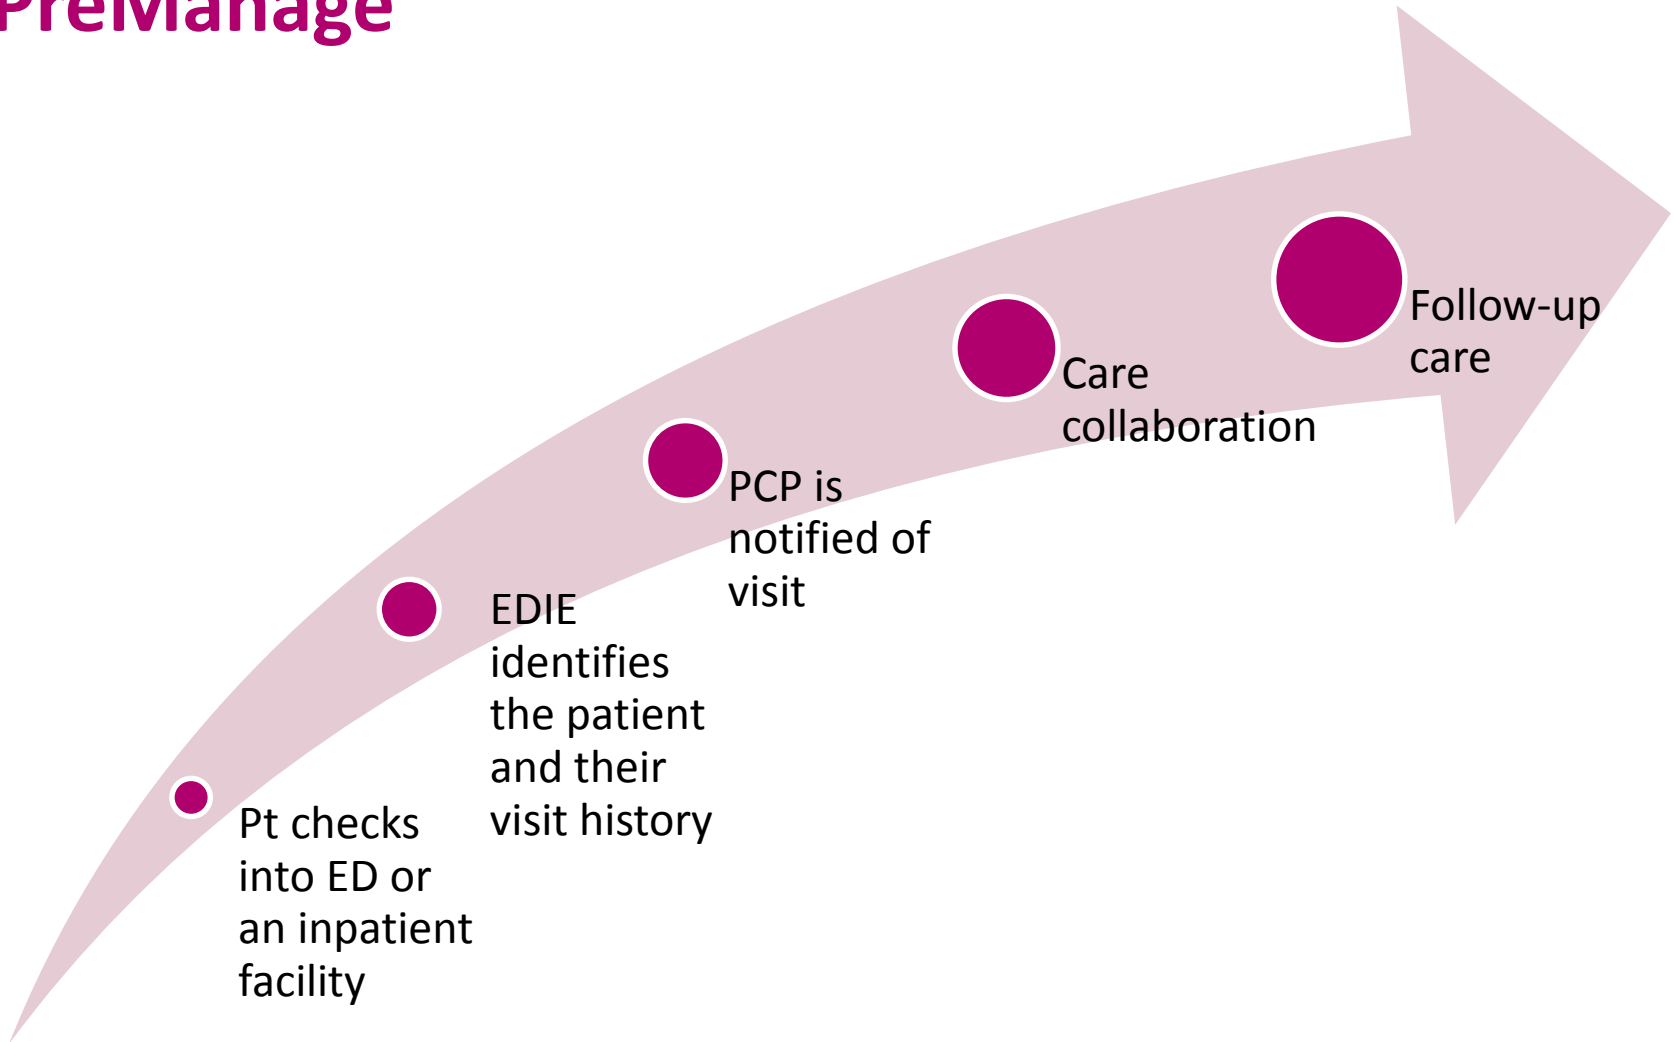 PreManage
Pt checks
into ED or
an inpatient
facility
EDIE
identifies
the patient
and their
visit history
PCP is
notified of
visit
Care
collaboration
Follow-up
care